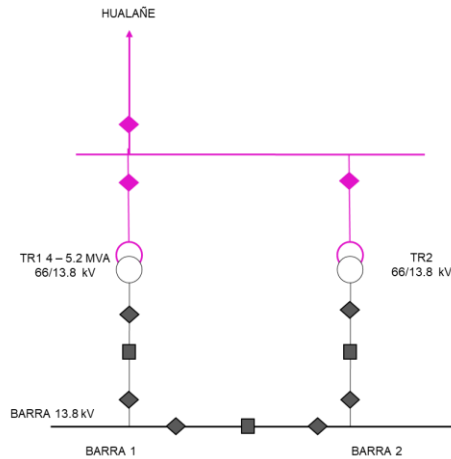 HUALAÑE
TR1 4 – 5.2 MVA
66/13.8 kV
TR2
66/13.8 kV
BARRA 13.8 kV
BARRA 1
BARRA 2